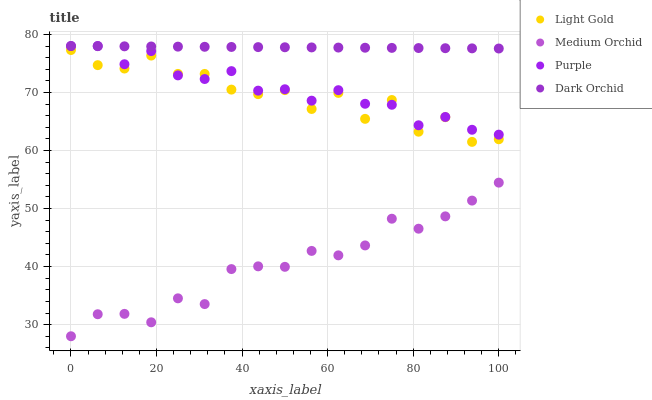 title
Light Gold
Medium Orchid
Purple
Dark Orchid
yaxis_label
80
70
60
50
40
30
0 20 40 60 80 100
xaxis_label